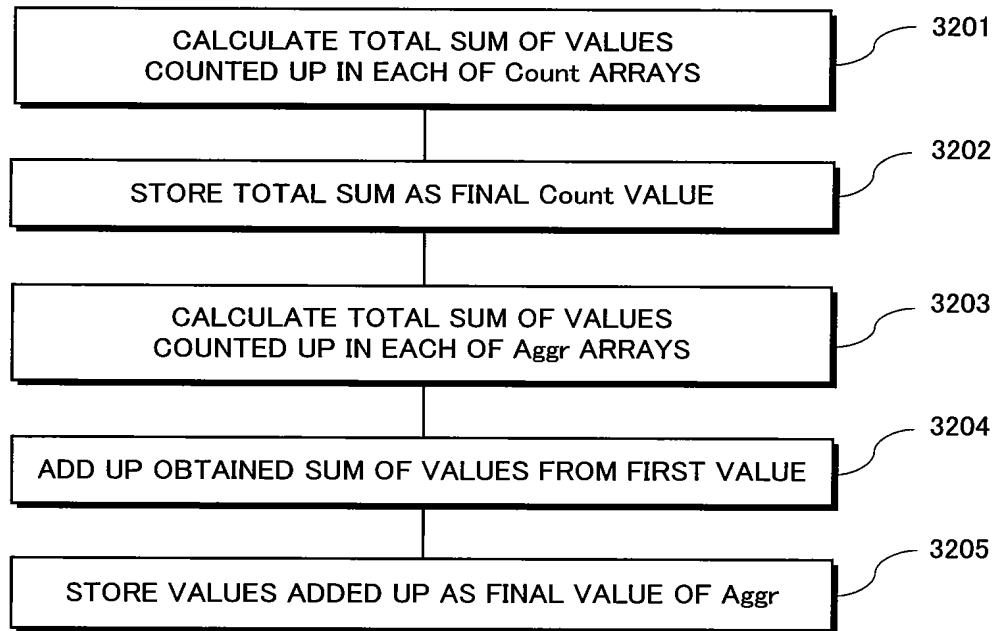 CALCULATE TOTAL SUM OF VALUES
COUNTED UP IN EACH OF Count ARRAYS
3201
STORE TOTAL SUM AS FINAL Count VALUE
3202
CALCULATE TOTAL SUM OF VALUES
COUNTED UP IN EACH OF Aggr ARRAYS
3203
ADD UP OBTAINED SUM OF VALUES FROM FIRST VALUE
3204
STORE VALUES ADDED UP AS FINAL VALUE OF Aggr
3205